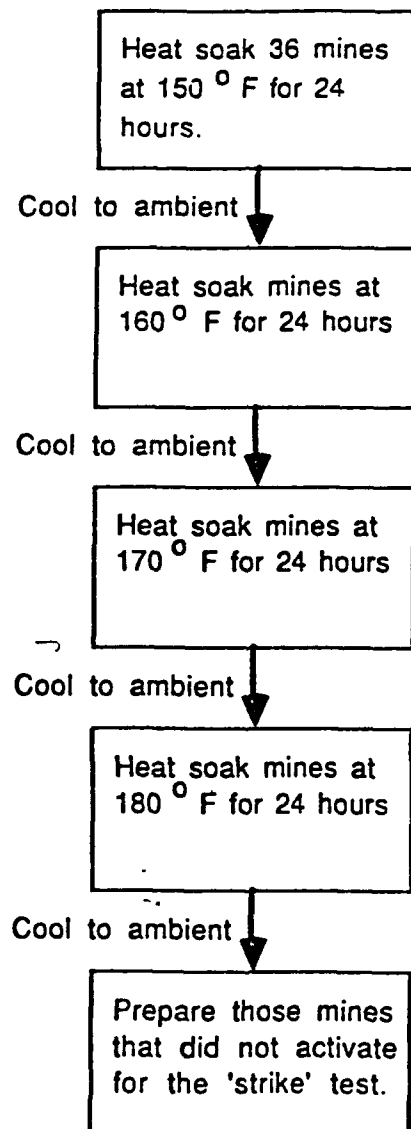 Heat soak 36 mines
at 150 º F for 24
hours.
Cool to ambient
Heat soak mines at
160 º F for 24 hours
Cool to ambient
Heat soak mines at
170 º F for 24 hours
Cool to ambient
Heat soak mines at
180 º F for 24 hours
Cool to ambient
Prepare those mines
that did not activate
for the 'strike' test.